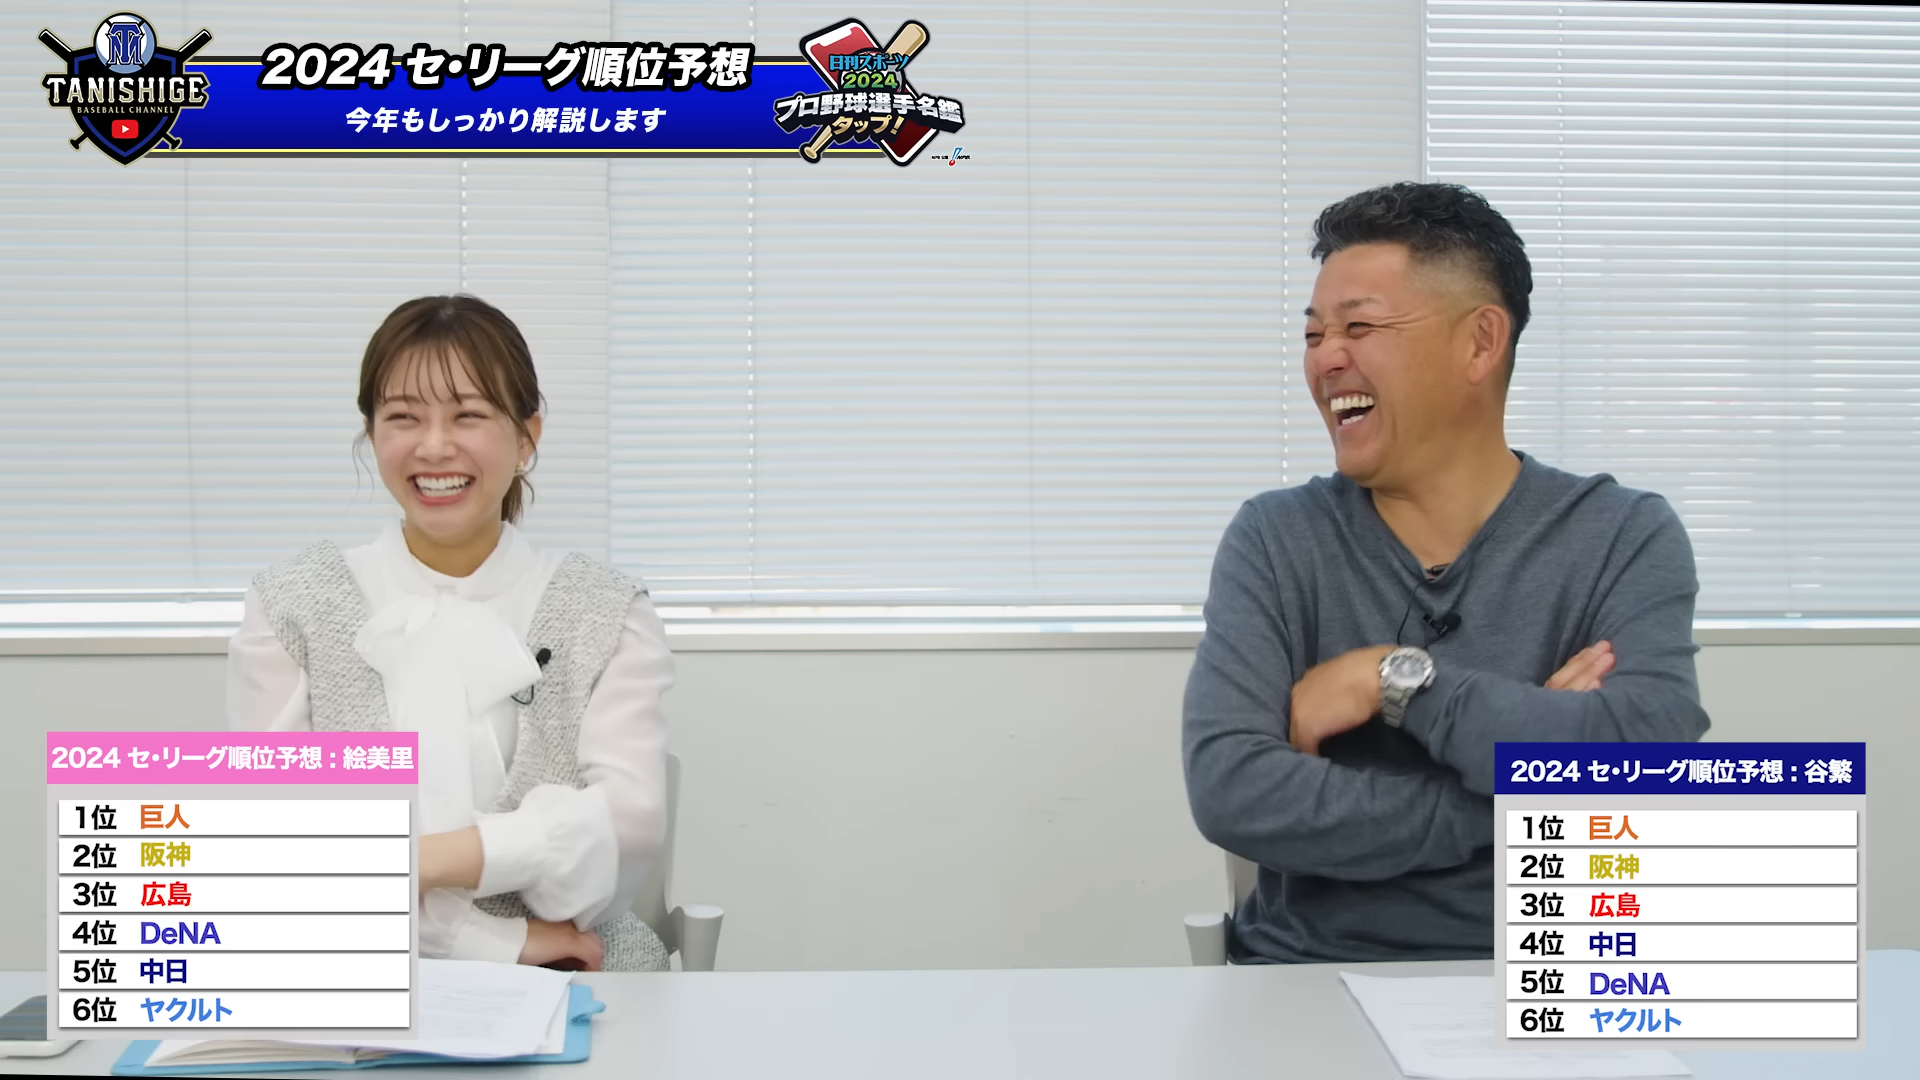 TM
TANISHIGE
BASEBALL CHANNEL
2024 セ・リーグ順位予想
今年もしっかり解説します
日刊スポーツ
2024
プロ野球選手名鑑
タップ!
2024 セ・リーグ順位予想：絵美里
1位 巨人
2位 阪神
3位 広島
4位 DeNA
5位 中日
6位 ヤクルト
2024 セ・リーグ順位予想：谷繁
1位 巨人
2位 阪神
3位 広島
4位 中日
5位 DeNA
6位 ヤクルト